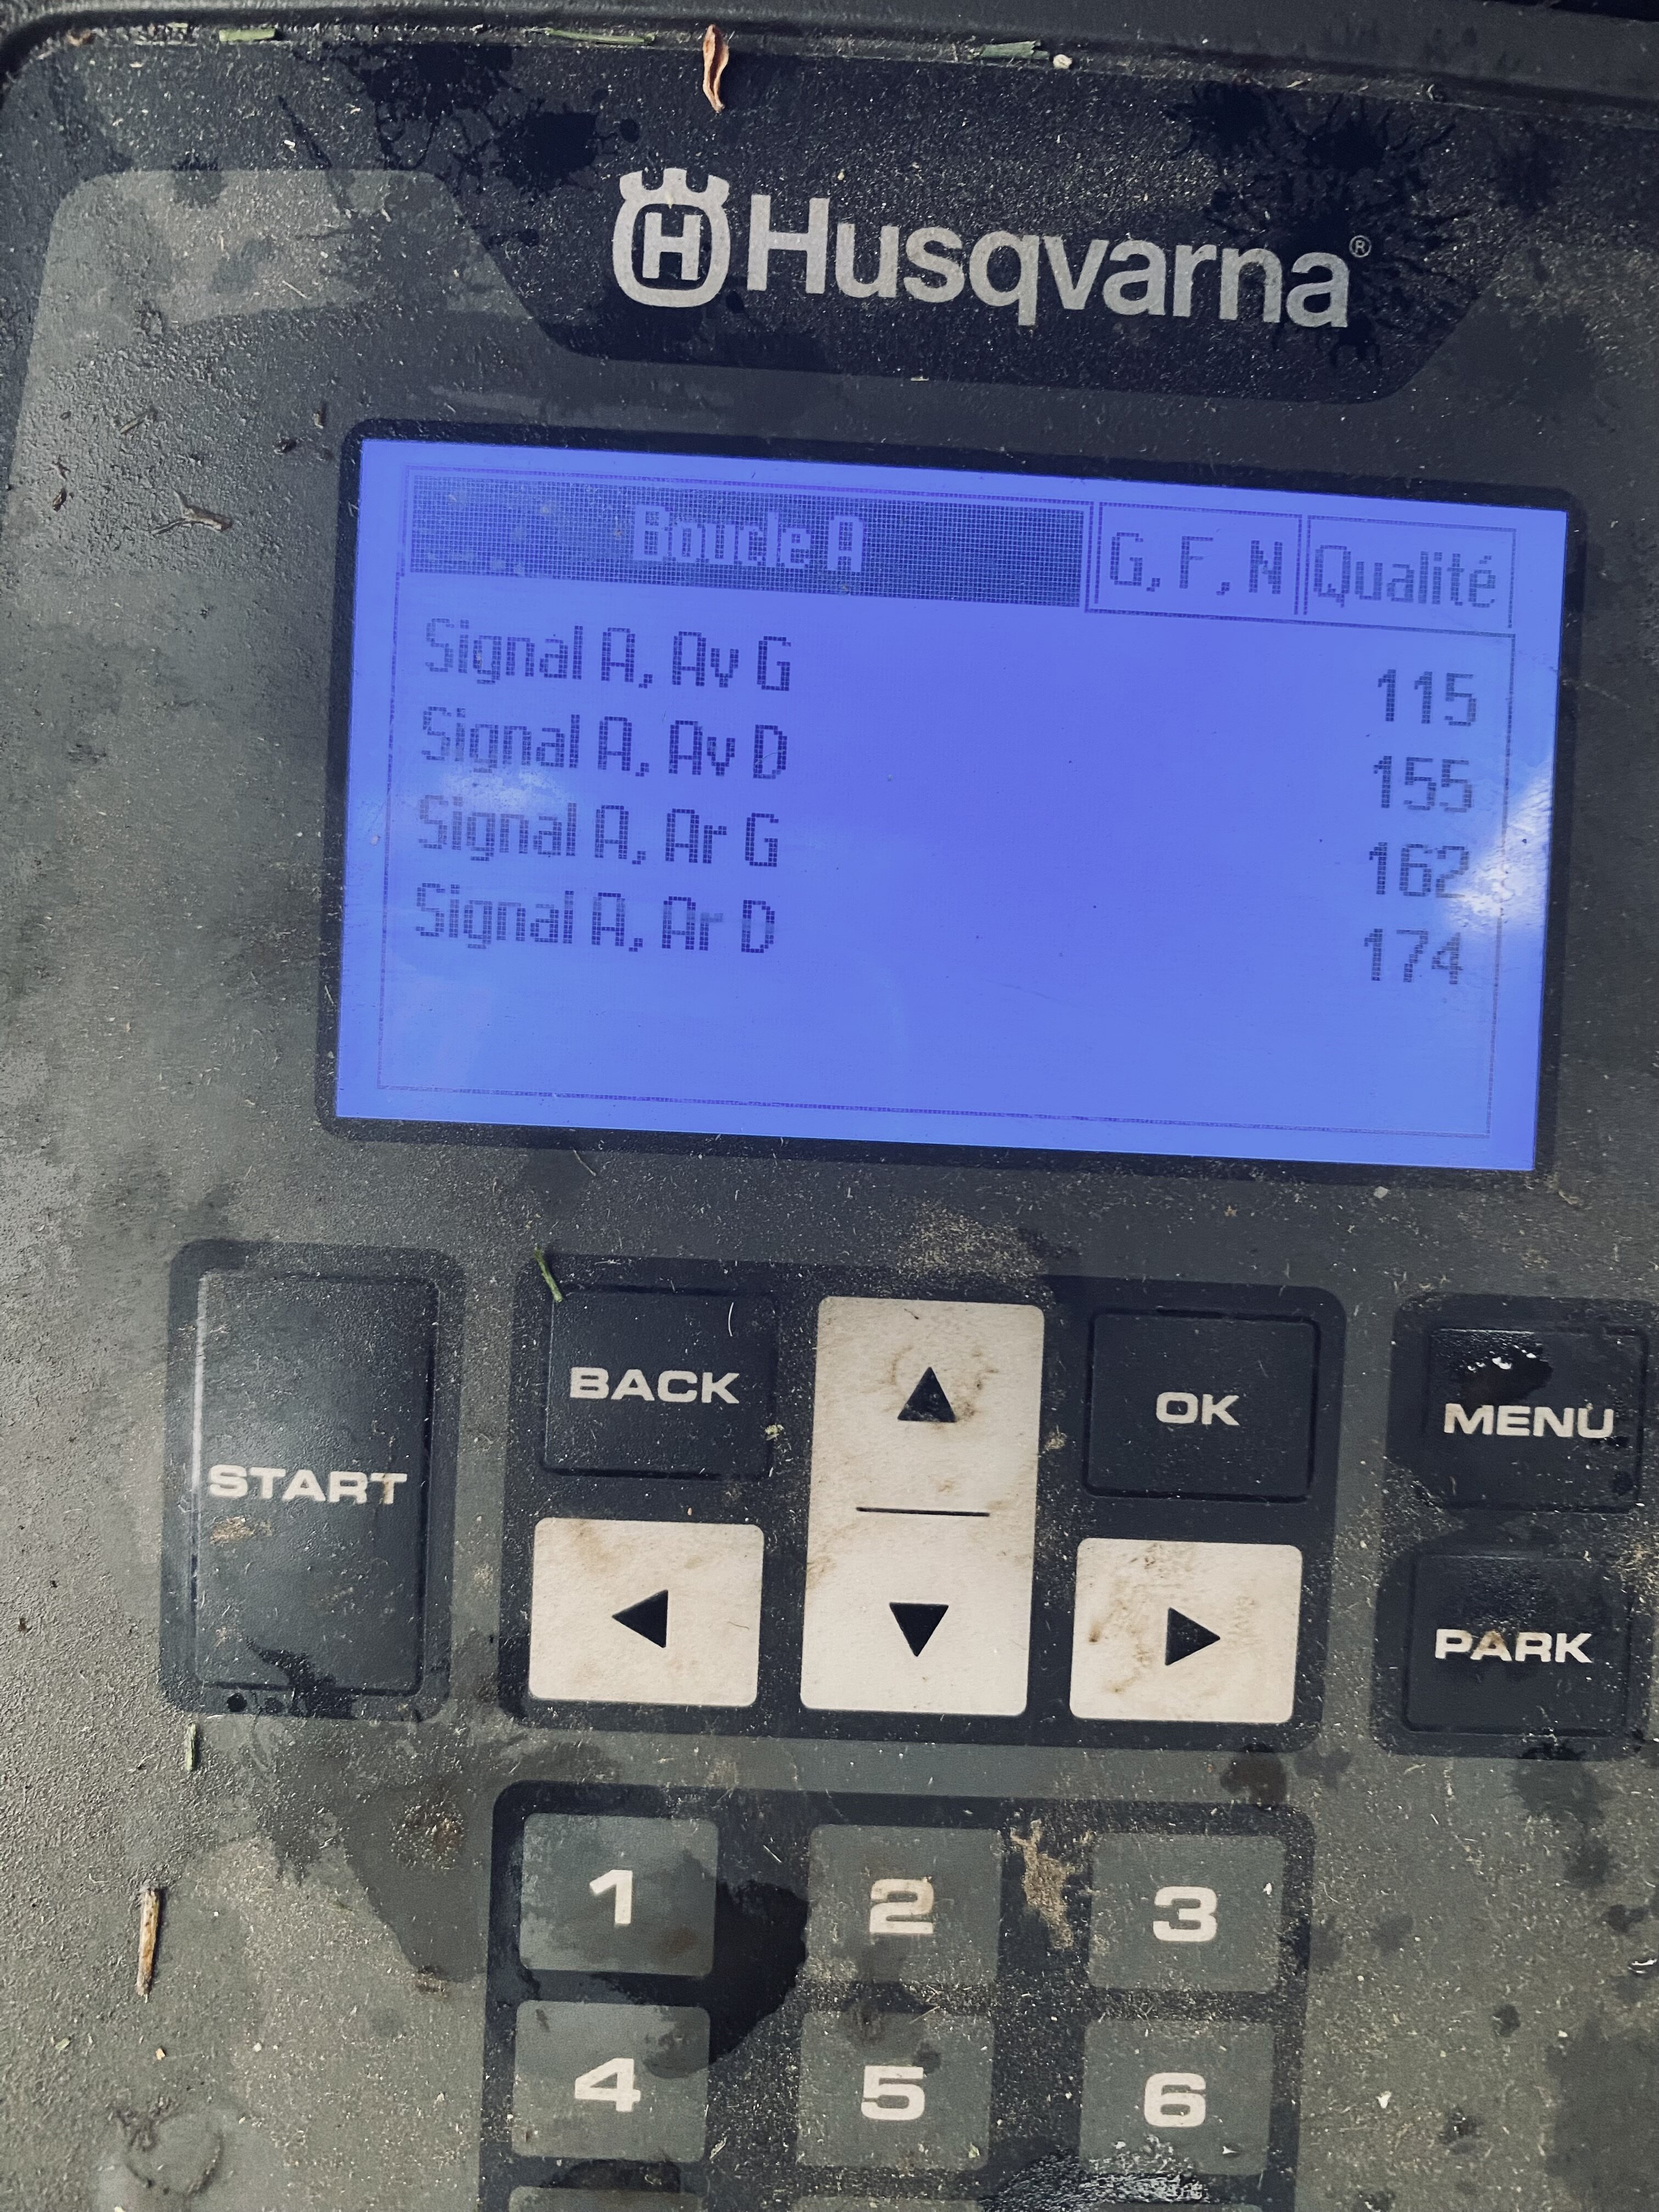 Husqvarna®
Boucle A G, F, N Qualité
Signal A, Av G 115
Signal A, Av D 155
Signal A, Ar G 162
Signal A, Ar D 174
START BACK OK MENU
PARK
1 2 3
4 5 6